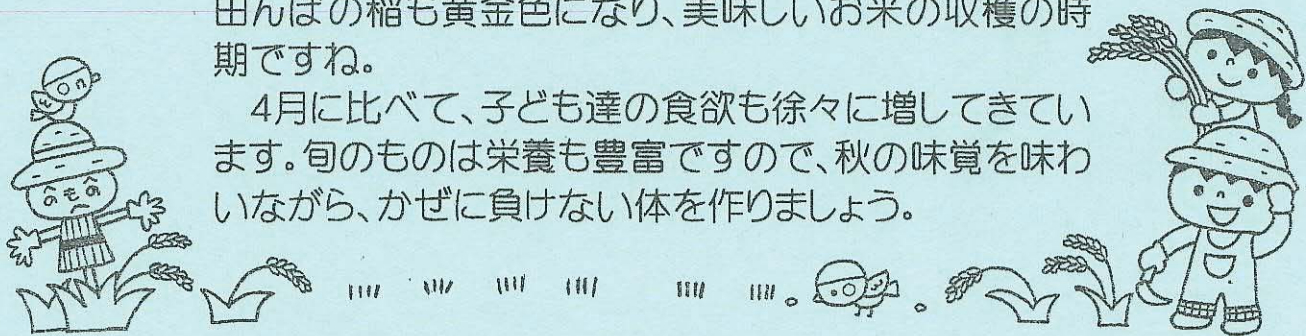 田んぼの稲も黄金色になり、美味しいお米の収穫の時
期ですね。
　4月に比べて、子ども達の食欲も徐々に増してきてい
ます。旬のものは栄養も豊富ですので、秋の味覚を味わ
いながら、かぜに負けない体を作りましょう。